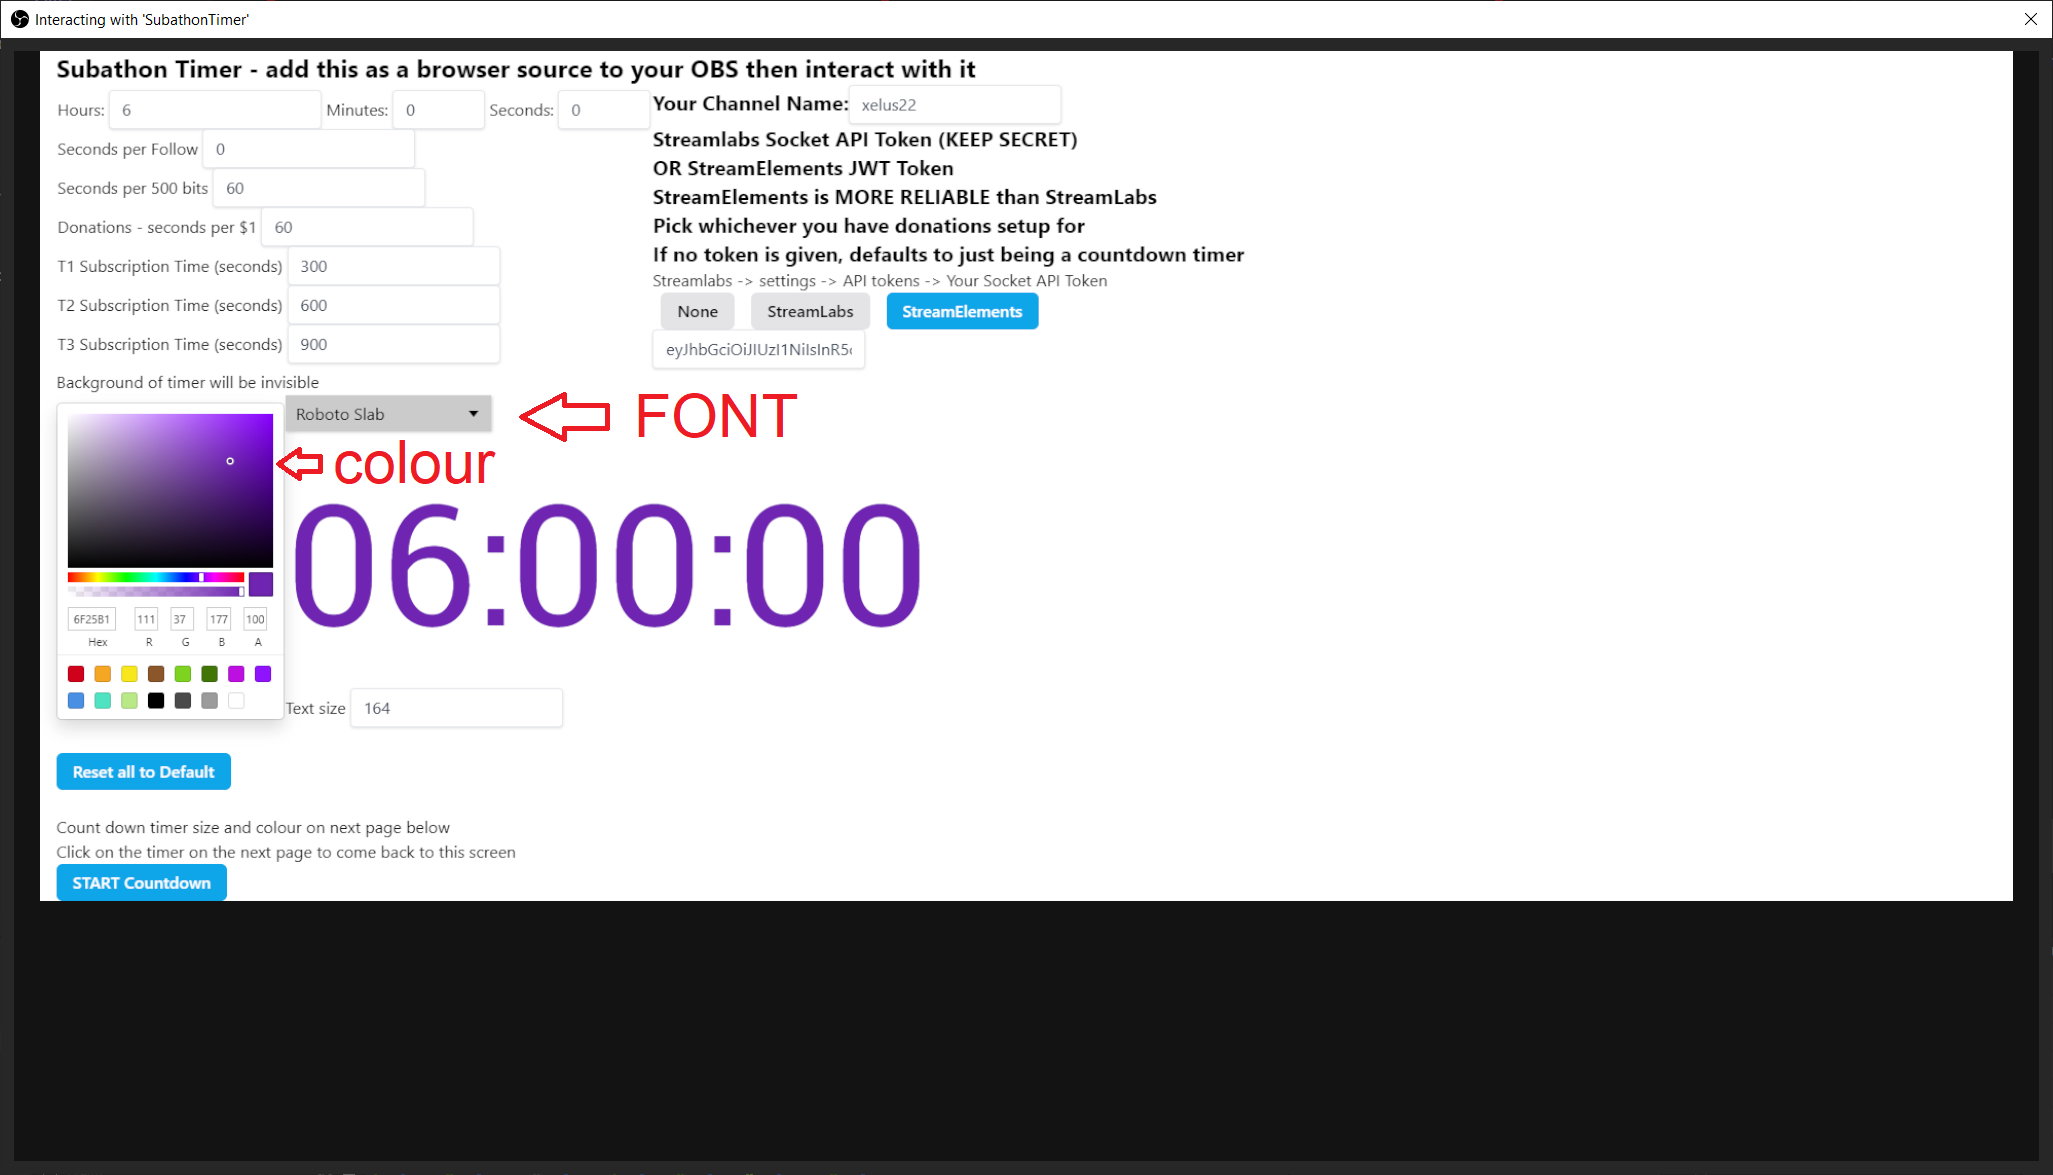 Interacting with 'SubathonTimer'
Subathon Timer - add this as a browser source to your OBS then interact with it
Hours: 6 Minutes: 0 Seconds: 0
Your Channel Name: xelus22
Seconds per Follow 0
Seconds per 500 bits 60
Donations - seconds per $1 60
T1 Subscription Time (seconds) 300
T2 Subscription Time (seconds) 600
T3 Subscription Time (seconds) 900
Streamlabs Socket API Token (KEEP SECRET)
OR StreamElements JWT Token
StreamElements is MORE RELIABLE than StreamLabs
Pick whichever you have donations setup for
If no token is given, defaults to just being a countdown timer
Streamlabs -> settings -> API tokens -> Your Socket API Token
None StreamLabs StreamElements
Background of timer will be invisible
Roboto Slab
FONT
colour
06:00:00
6F25B1 111 37 177 100
Hex R G B A
Text size 164
Reset all to Default
Count down timer size and colour on next page below
Click on the timer on the next page to come back to this screen
START Countdown